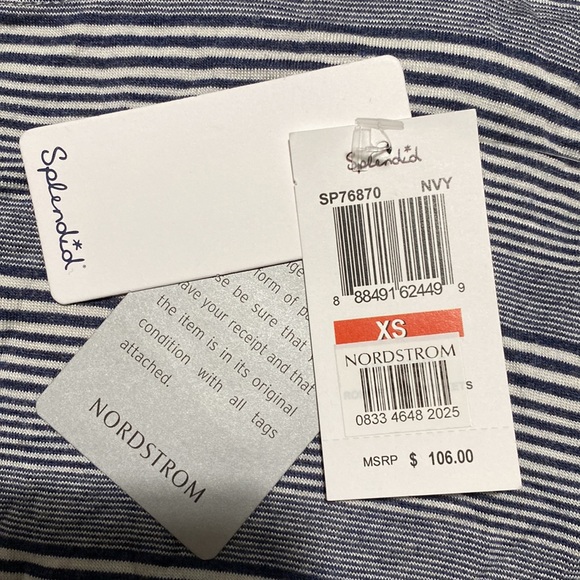 Splendid
Splendid
SP76870 NVY
8 88491 62449 9
XS
NORDSTROM
0833 4648 2025
S
MSRP $ 106.00
form of
be sure that
ave your receipt and that
the item is in its original
condition with all tags
attached.
NORDSTROM